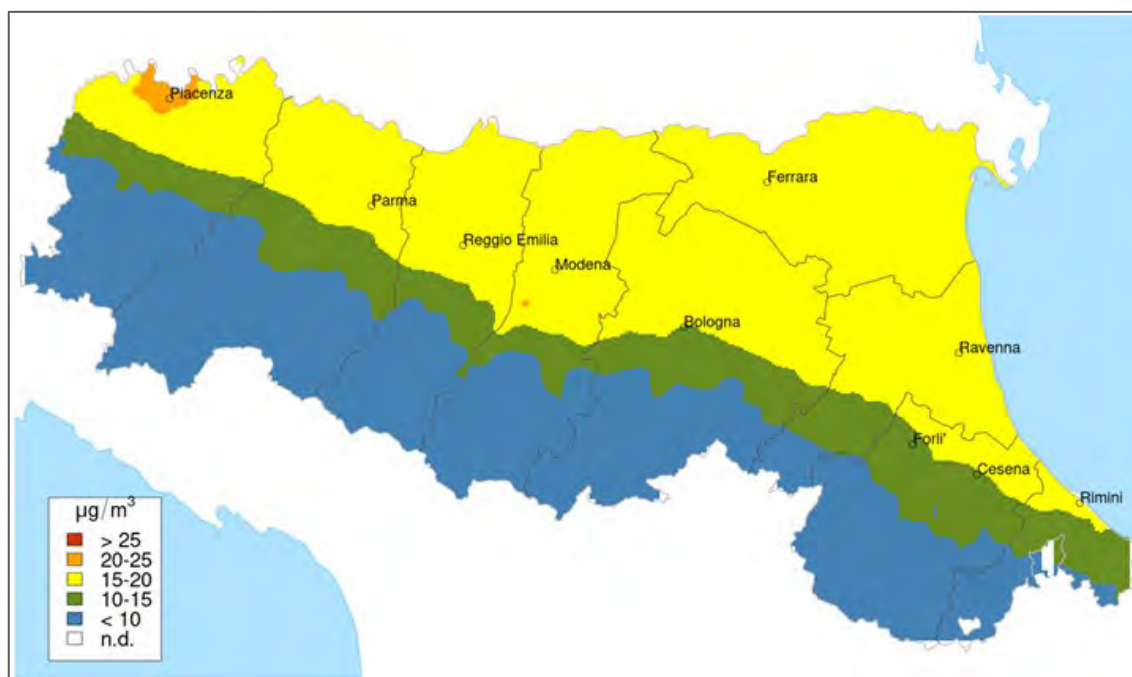 Piacenza
Parma
Ferrara
Reggio Emilia
Modena
Bologna
Ravenna
Forli'
Cesena
Rimini
µg/m³
> 25
20-25
15-20
10-15
< 10
n.d.